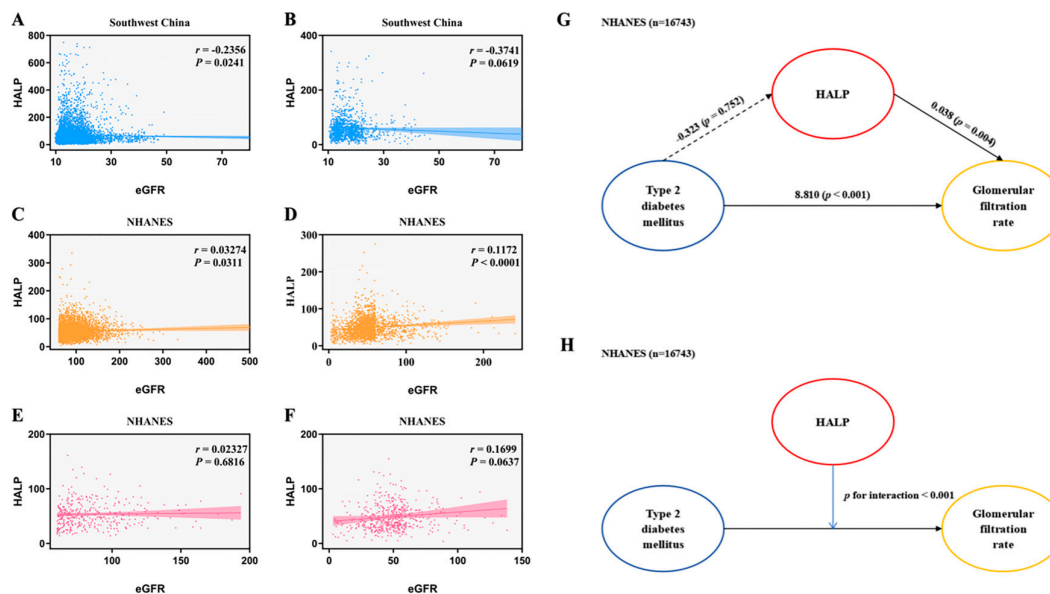 A
Southwest China
r = -0.2356
P = 0.0241
HALP
800
600
400
200
0
10 30 50 70
eGFR
B
Southwest China
r = -0.3741
P = 0.0619
HALP
400
300
200
100
0
10 30 50 70
eGFR
C
NHANES
r = 0.03274
P = 0.0311
HALP
400
300
200
100
0
100 200 300 400 500
eGFR
D
NHANES
r = 0.1172
P < 0.0001
HALP
300
200
100
0
0 100 200
eGFR
E
NHANES
r = 0.02327
P = 0.6816
HALP
200
100
0
100 150 200
eGFR
F
NHANES
r = 0.1699
P = 0.0637
HALP
200
100
0
0 50 100 150
eGFR
G
NHANES (n=16743)
HALP
-0.323 (p = 0.752)
0.038 (p = 0.004)
Type 2
diabetes
mellitus
8.810 (p < 0.001)
Glomerular
filtration
rate
H
NHANES (n=16743)
HALP
p for interaction < 0.001
Type 2
diabetes
mellitus
Glomerular
filtration
rate